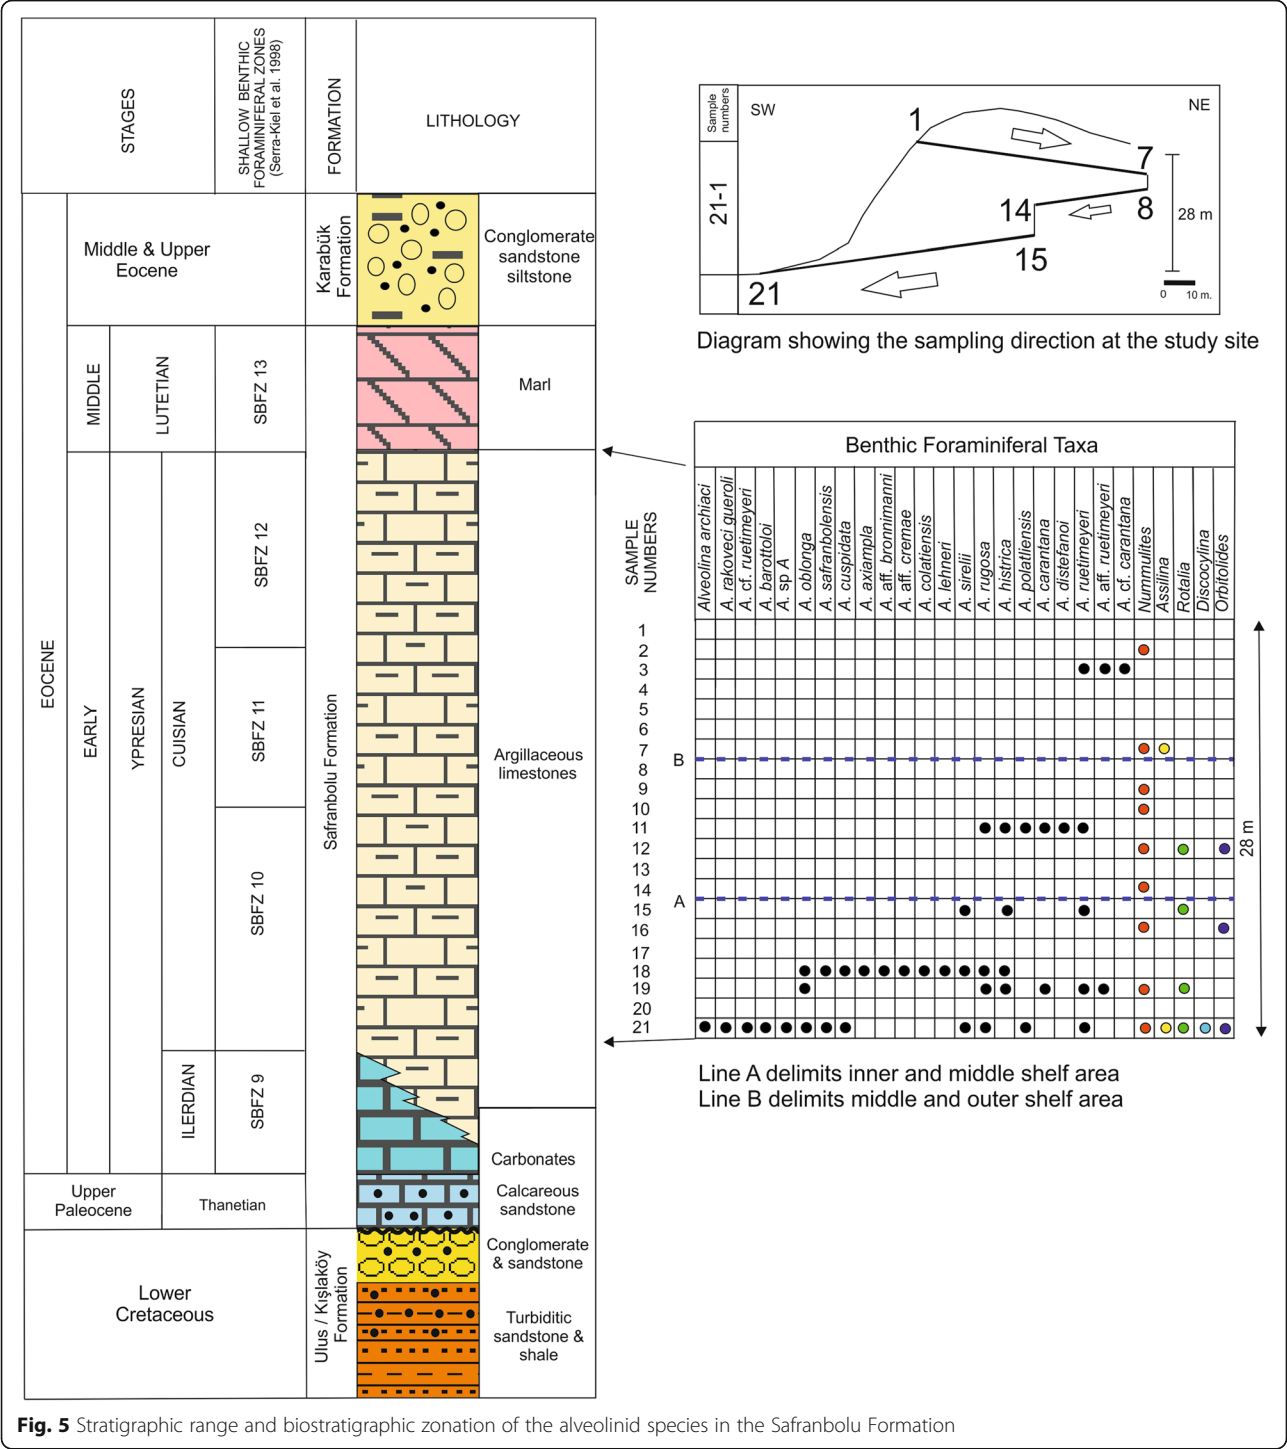 STAGES
SHALLOW BENTHIC
FORAMINIFERAL ZONES
(Serra-Kiel et al. 1998)
FORMATION
LITHOLOGY
EOCENE
Middle & Upper
Eocene
Karabük
Formation
Conglomerate
sandstone
siltstone
MIDDLE
LUTETIAN
SBFZ 13
Marl
EARLY
YPRESIAN
CUISIAN
SBFZ 12
SBFZ 11
SBFZ 10
Safranbolu Formation
Argillaceous
limestones
ILERDIAN
SBFZ 9
Carbonates
Upper
Paleocene
Thanetian
Calcareous
sandstone
Lower
Cretaceous
Ulus / Kışlaköy
Formation
Conglomerate
& sandstone
Turbiditic
sandstone &
shale
Sample
numbers
21-1
SW
NE
1
7
8
14
15
21
28 m
0 10 m.
Diagram showing the sampling direction at the study site
Benthic Foraminiferal Taxa
SAMPLE
NUMBERS
Alveolina archiaci
A. rakoveci gueroli
A. cf. ruetimeyeri
A. barottoloi
A. sp A
A. oblonga
A. safranbolensis
A. cuspidata
A. axiampla
A. aff. bronnimanni
A. aff. cremae
A. colatiensis
A. lehneri
A. sirelii
A. rugosa
A. histrica
A. polatliensis
A. carantana
A. distefanoi
A. ruetimeyeri
A. aff. ruetimeyeri
A. cf. carantana
Nummulites
Assilina
Rotalia
Discocylina
Orbitolides
1
2
3
4
5
6
7
B
8
9
10
11
12
13
14
A
15
16
17
18
19
20
21
28 m
Line A delimits inner and middle shelf area
Line B delimits middle and outer shelf area
Fig. 5 Stratigraphic range and biostratigraphic zonation of the alveolinid species in the Safranbolu Formation